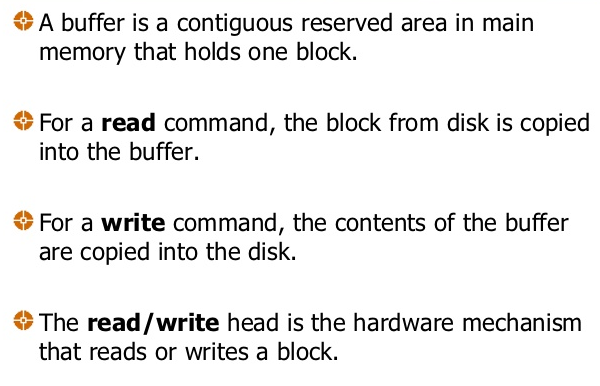 A buffer is a contiguous reserved area in main
memory that holds one block.
For a read command, the block from disk is copied
into the buffer.
For a write command, the contents of the buffer
are copied into the disk.
The read/write head is the hardware mechanism
that reads or writes a block.